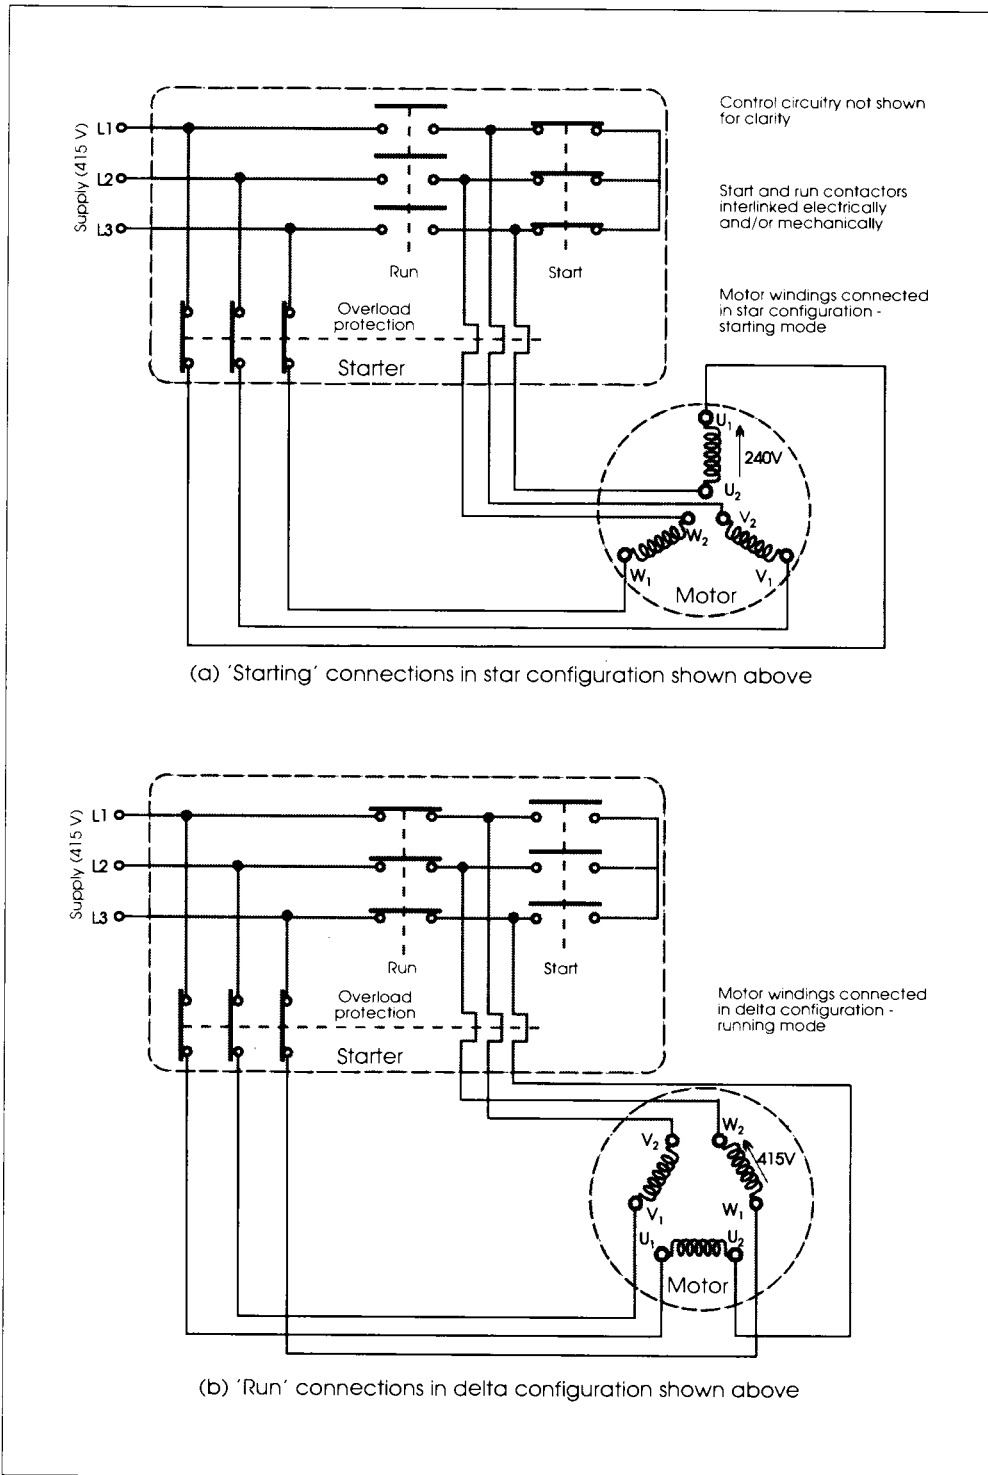 Control circuitry not shown
for clarity
Supply (415 V)
L1
L2
L3
Start and run contactors
interlinked electrically
and/or mechanically
Run
Start
Motor windings connected
in star configuration -
starting mode
Overload
protection
Starter
U1
240V
U2
V2
W2
W1
V1
Motor
(a) 'Starting' connections in star configuration shown above
Supply (415 V)
L1
L2
L3
Run
Start
Motor windings connected
in delta configuration -
running mode
Overload
protection
Starter
W2
V2
415V
V1
W1
U1
U2
Motor
(b) 'Run' connections in delta configuration shown above